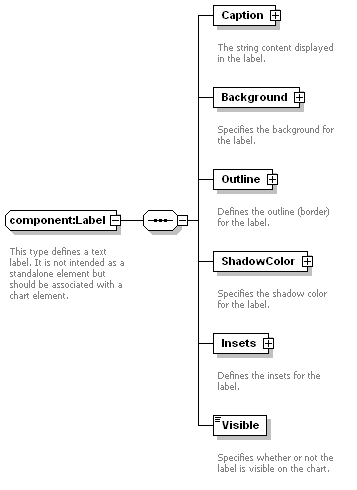 Caption
The string content displayed
in the label.
Background
Specifies the background for
the label.
Outline
Defines the outline (border)
for the label.
component:Label
This type defines a text
label. It is not intended as a
standalone element but
should be associated with a
chart element.
ShadowColor
Specifies the shadow color
for the label.
Insets
Defines the insets for the
label.
Visible
Specifies whether or not the
label is visible on the chart.